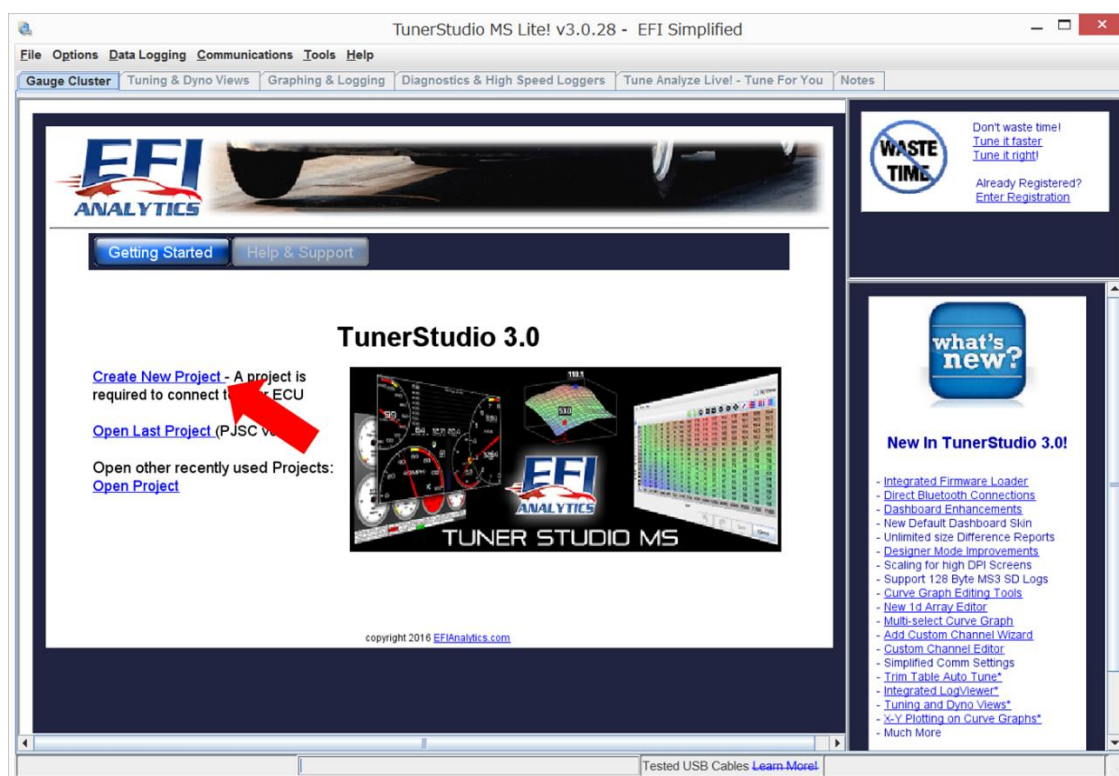 TunerStudio MS Lite! v3.0.28 - EFI Simplified
File Options Data Logging Communications Tools Help
Gauge Cluster Tuning & Dyno Views Graphing & Logging Diagnostics & High Speed Loggers Tune Analyze Live! - Tune For You Notes
EFI
ANALYTICS
Getting Started Help & Support
TunerStudio 3.0
Create New Project - A project is
required to connect ECU
Open Last Project (PJSC
Open other recently used Projects:
Open Project
EFI
ANALYTICS
TUNER STUDIO MS
copyright 2016 EFIAnalytics.com
WASTE
TIME
Don't waste time!
Tune it faster
Tune it right!
Already Registered?
Enter Registration
what's
new?
New In TunerStudio 3.0!
- Integrated Firmware Loader
- Direct Bluetooth Connections
- Dashboard Enhancements
- New Default Dashboard Skin
- Unlimited size Difference Reports
- Designer Mode Improvements
- Scaling for high DPI Screens
- Support 128 Byte MS3 SD Logs
- Curve Graph Editing Tools
- New 1d Array Editor
- Multi-select Curve Graph
- Add Custom Channel Wizard
- Custom Channel Editor
- Simplified Comm Settings
- Trim Table Auto Tune*
- Integrated LogViewer*
- Tuning and Dyno Views*
- X-Y Plotting on Curve Graphs*
- Much More
Tested USB Cables Learn More!